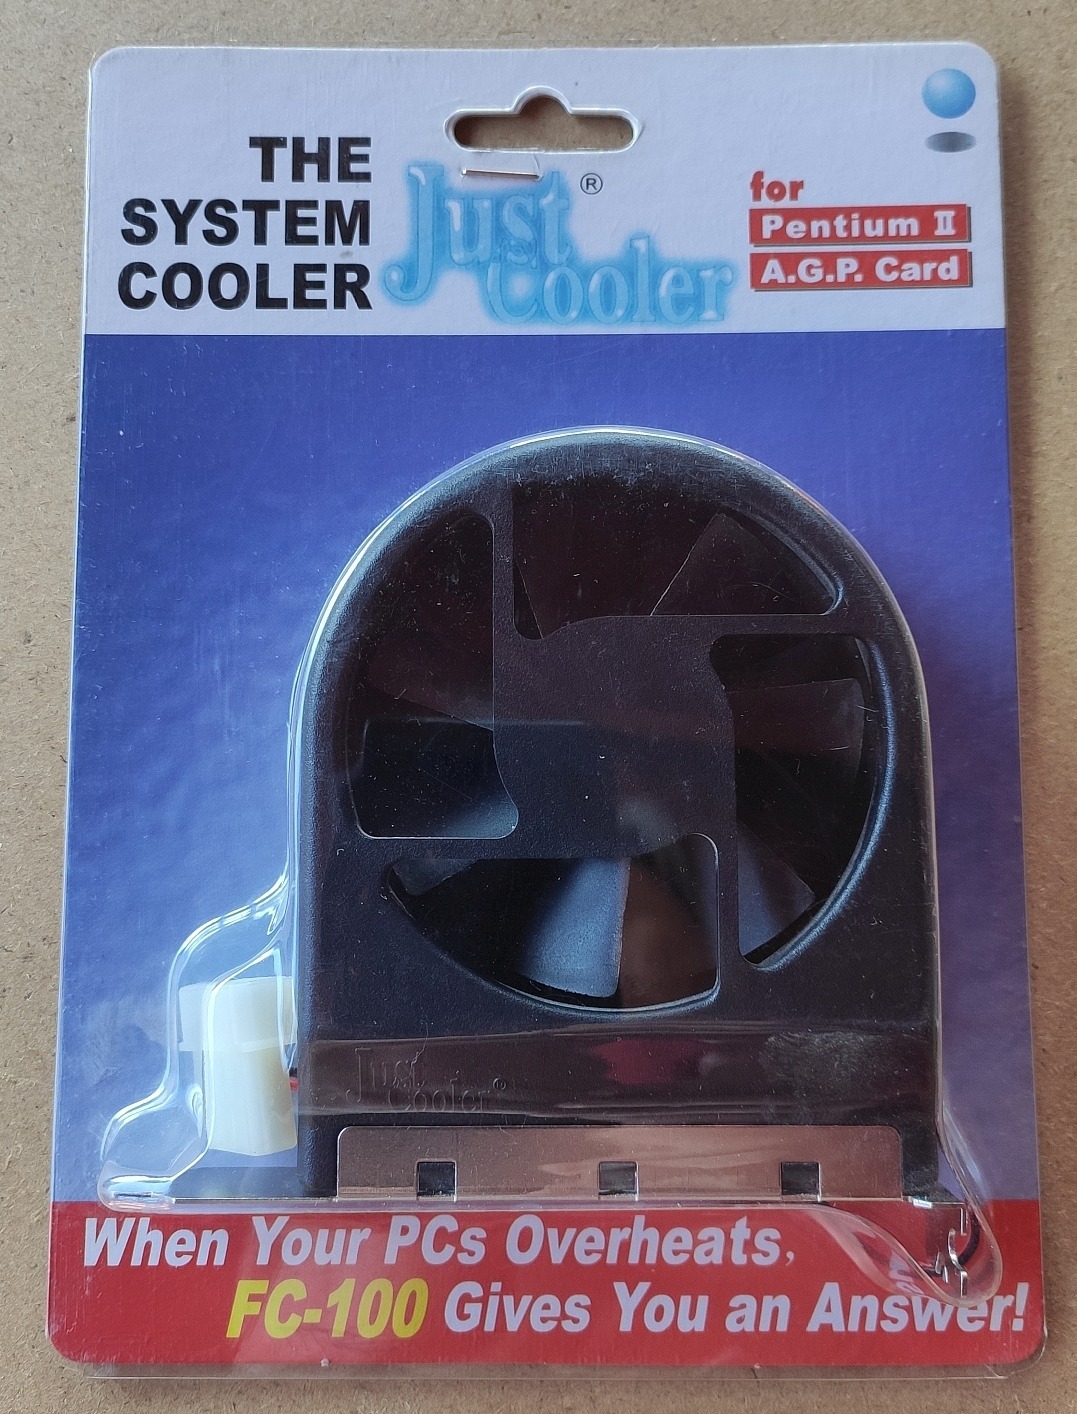 THE
SYSTEM
COOLER
Just ®
Cooler
for
Pentium II
A.G.P. Card
Just
Cooler®
When Your PCs Overheats,
FC-100 Gives You an Answer!